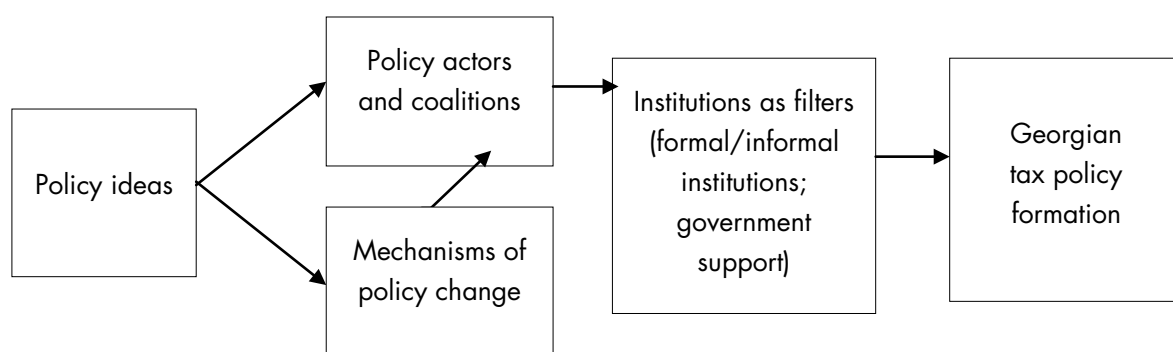 Policy ideas
Policy actors
and coalitions
Mechanisms of
policy change
Institutions as filters
(formal/informal
institutions;
government
support)
Georgian
tax policy
formation